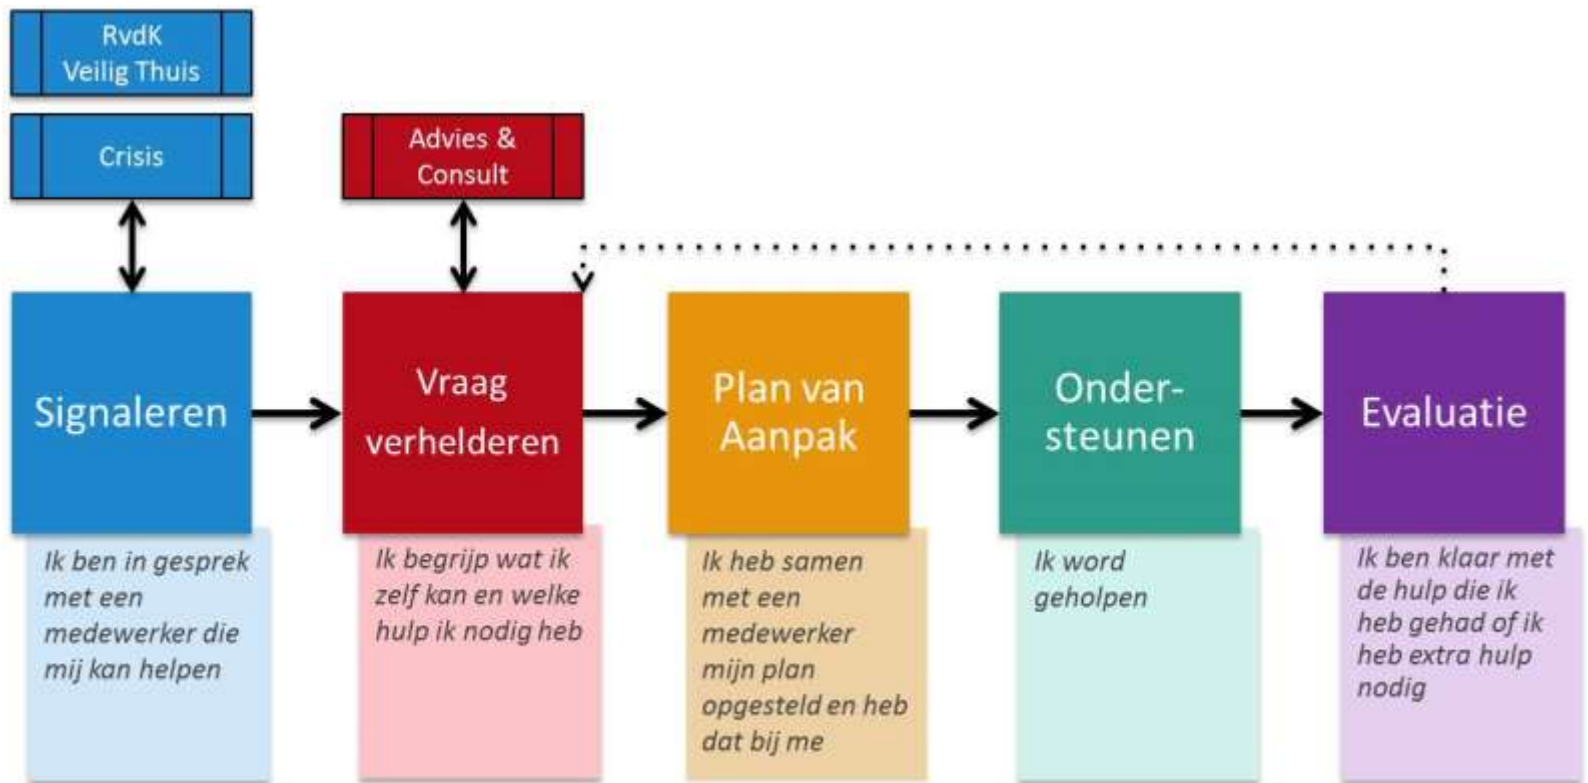 RvdK
Veilig Thuis
Crisis
Advies &
Consult
Signaleren
Vraag
verhelderen
Plan van
Aanpak
Onder-
steunen
Evaluatie
Ik ben in gesprek
met een
medewerker die
mij kan helpen
Ik begrijp wat ik
zelf kan en welke
hulp ik nodig heb
Ik heb samen
met een
medewerker
mijn plan
opgesteld en heb
dat bij me
Ik word
geholpen
Ik ben klaar met
de hulp die ik
heb gehad of ik
heb extra hulp
nodig